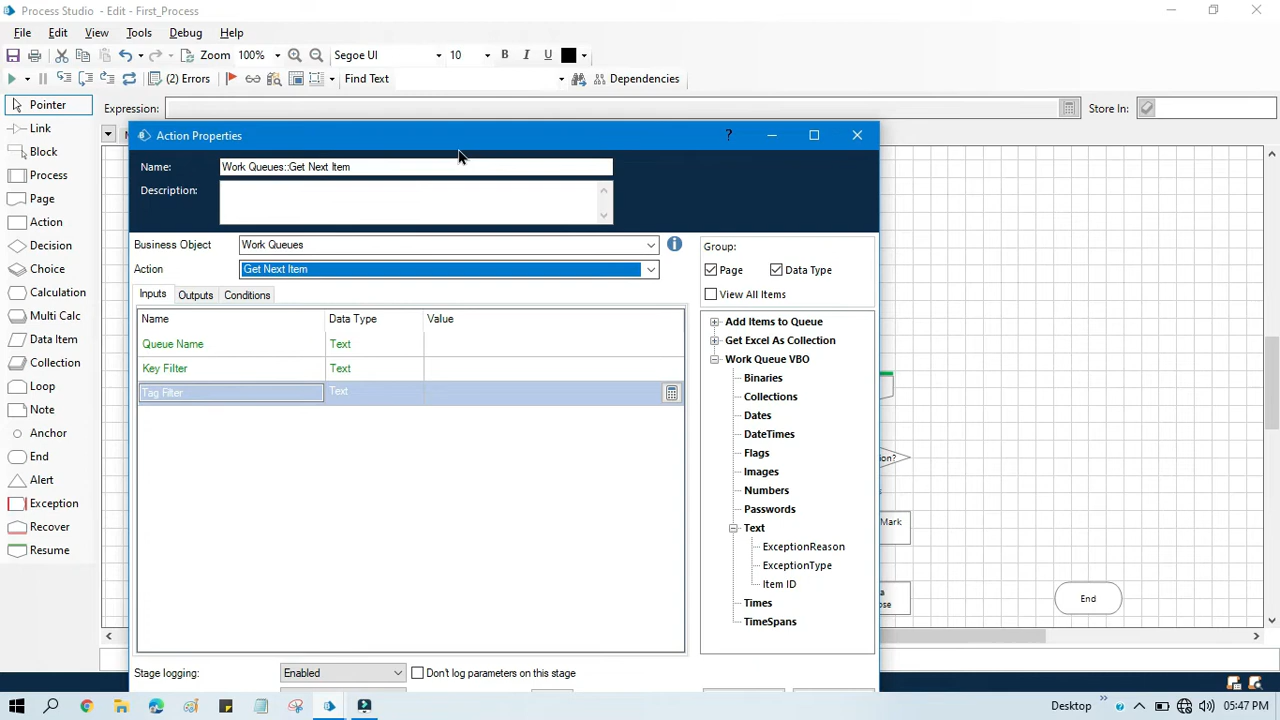 Process Studio - Edit - First_Process
File Edit View Tools Debug Help
Zoom 100% Segoe UI 10 B I U
(2) Errors Find Text Dependencies
Pointer Expression: Store In:
Link
Block
Process
Page
Action
Decision
Choice
Calculation
Multi Calc
Data Item
Collection
Loop
Note
Anchor
End
Alert
Exception
Recover
Resume
Action Properties ?
Name: Work Queues::Get Next Item
Description:
Business Object Work Queues
Action Get Next Item
Inputs Outputs Conditions
Name Data Type Value
Queue Name Text
Key Filter Text
Tag Filter Text
Stage logging: Enabled Don't log parameters on this stage
Group:
Page Data Type
View All Items
Add Items to Queue
Get Excel As Collection
Work Queue VBO
Binaries
Collections
Dates
DateTimes
Flags
Images
Numbers
Passwords
Text
ExceptionReason
ExceptionType
Item ID
Times
TimeSpans
ion?
Mark
End
Desktop 05:47 PM